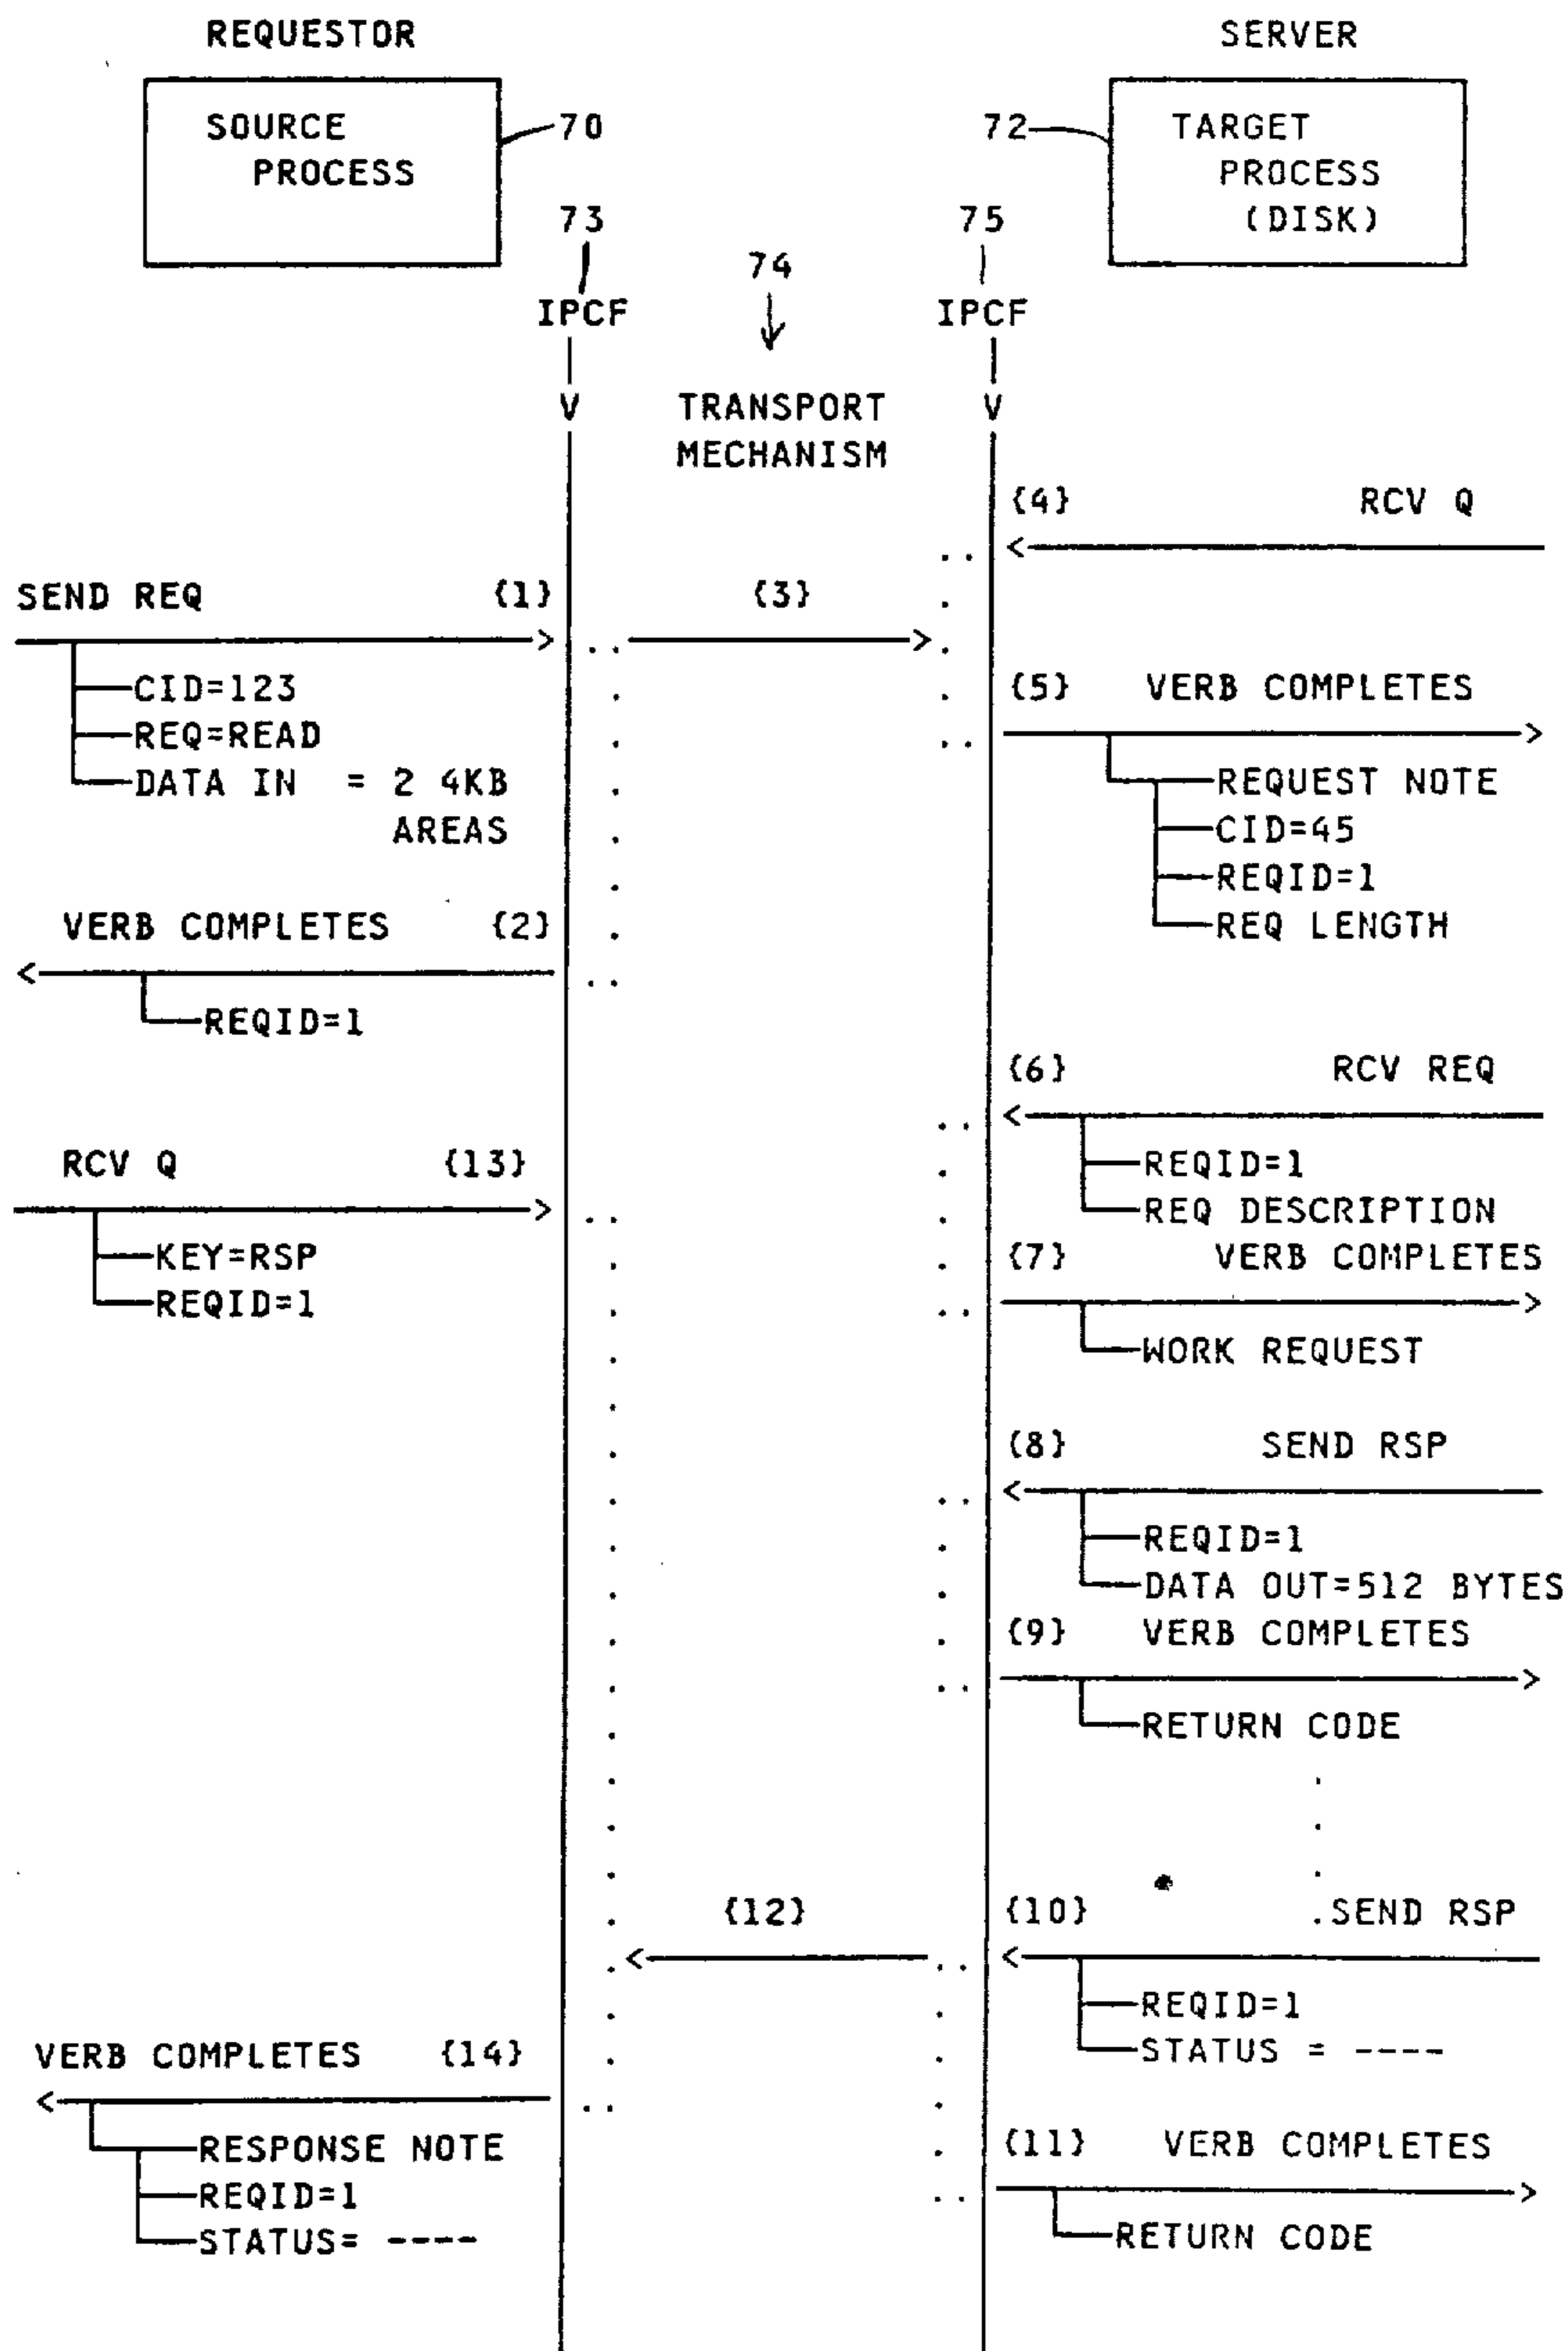 REQUESTOR
SERVER
SOURCE
PROCESS
70
72
TARGET
PROCESS
(DISK)
73
75
74
IPCF
IPCF
V
TRANSPORT
MECHANISM
V
{4} RCV Q
SEND REQ {1}
{3}
CID=123
REQ=READ
DATA IN = 2 4KB
AREAS
{5} VERB COMPLETES
REQUEST NOTE
CID=45
REQID=1
REQ LENGTH
VERB COMPLETES {2}
REQID=1
{6} RCV REQ
REQID=1
REQ DESCRIPTION
RCV Q {13}
KEY=RSP
REQID=1
{7} VERB COMPLETES
WORK REQUEST
{8} SEND RSP
REQID=1
DATA OUT=512 BYTES
{9} VERB COMPLETES
RETURN CODE
{12}
{10} SEND RSP
REQID=1
STATUS = ----
VERB COMPLETES {14}
RESPONSE NOTE
REQID=1
STATUS= ----
{11} VERB COMPLETES
RETURN CODE